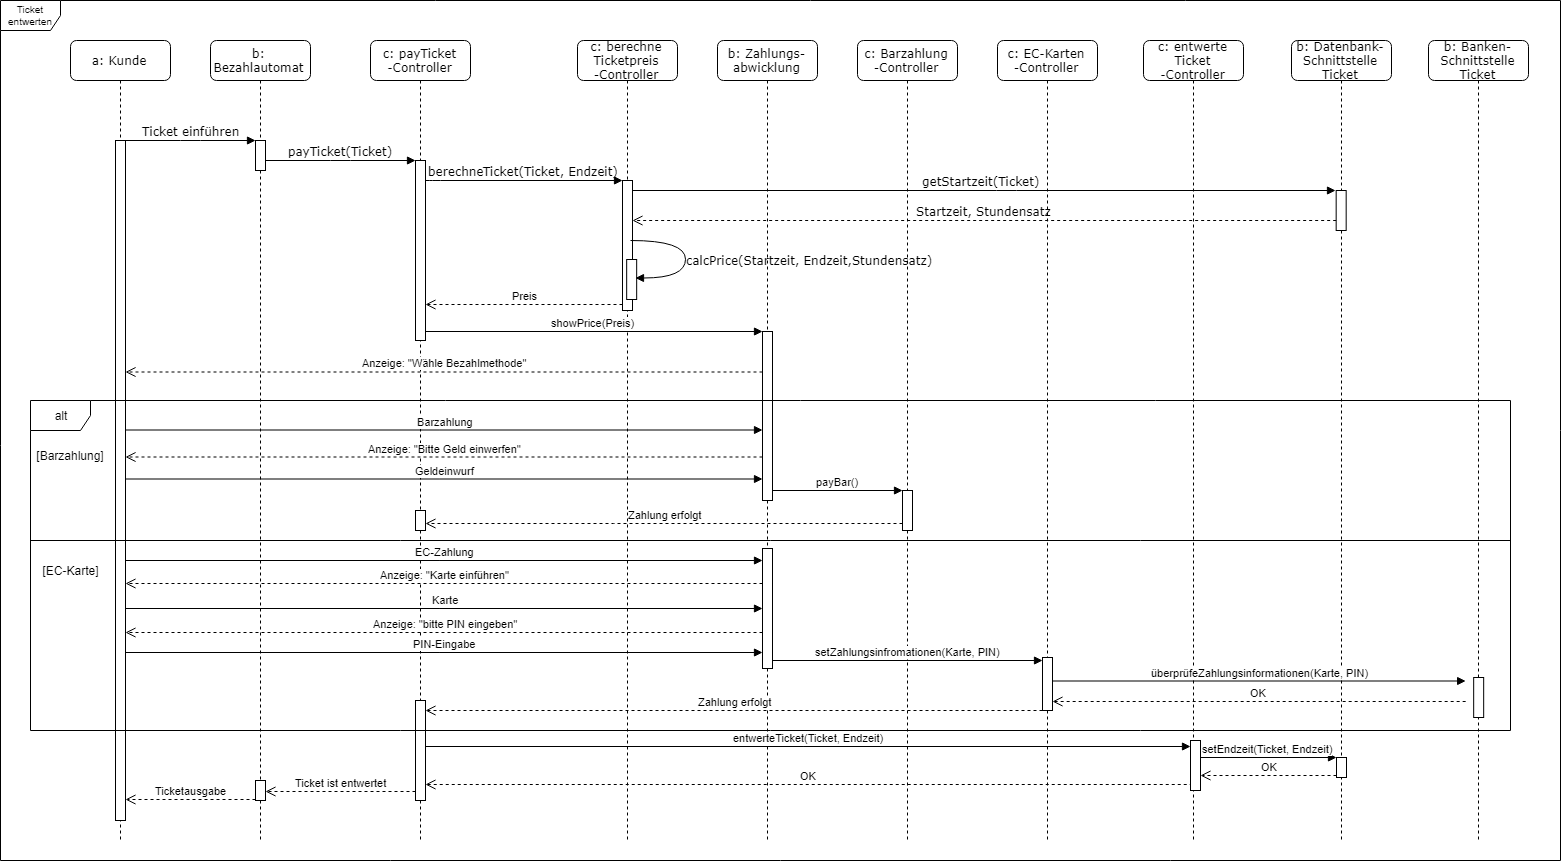 Ticket
entwerten
a: Kunde
b:
Bezahlautomat
c: payTicket
-Controller
c: berechne
Ticketpreis
-Controller
b: Zahlungs-
abwicklung
c: Barzahlung
-Controller
c: EC-Karten
-Controller
c: entwerte
Ticket
-Controller
b: Datenbank-
Schnittstelle
Ticket
b: Banken-
Schnittstelle
Ticket
Ticket einführen
payTicket(Ticket)
berechneTicket(Ticket, Endzeit)
getStartzeit(Ticket)
Startzeit, Stundensatz
calcPrice(Startzeit, Endzeit,Stundensatz)
Preis
showPrice(Preis)
Anzeige: "Wähle Bezahlmethode"
alt
Barzahlung
[Barzahlung]
Anzeige: "Bitte Geld einwerfen"
Geldeinwurf
payBar()
Zahlung erfolgt
EC-Zahlung
[EC-Karte]
Anzeige: "Karte einführen"
Karte
Anzeige: "bitte PIN eingeben"
PIN-Eingabe
setZahlungsinfromationen(Karte, PIN)
überprüfeZahlungsinformationen(Karte, PIN)
OK
Zahlung erfolgt
entwerteTicket(Ticket, Endzeit)
setEndzeit(Ticket, Endzeit)
OK
OK
Ticket ist entwertet
Ticketausgabe